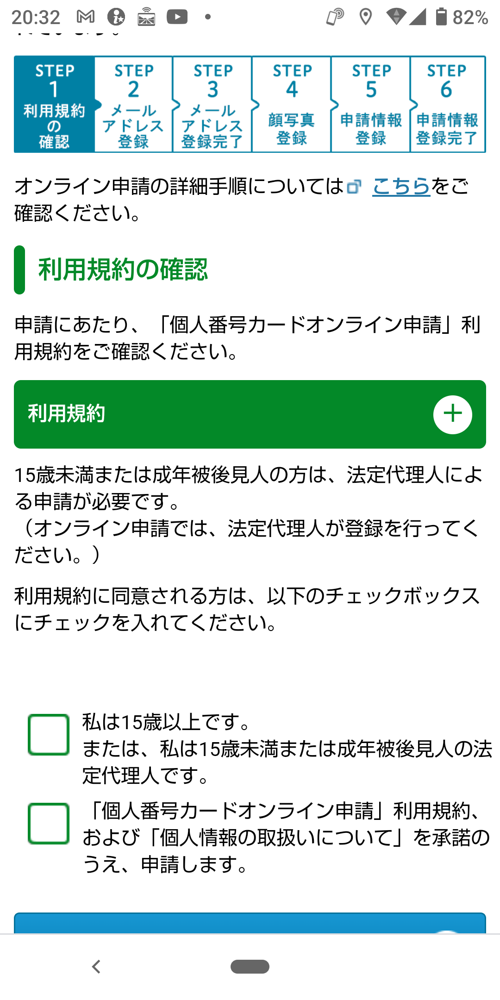 20:32
82%
STEP
1
利用規約
の
確認
STEP
2
メール
アドレス
登録
STEP
3
メール
アドレス
登録完了
STEP
4
顔写真
登録
STEP
5
申請情報
登録
STEP
6
申請情報
登録完了
オンライン申請の詳細手順については こちらをご
確認ください。
利用規約の確認
申請にあたり、「個人番号カードオンライン申請」利
用規約をご確認ください。
利用規約
15歳未満または成年被後見人の方は、法定代理人によ
る申請が必要です。
（オンライン申請では、法定代理人が登録を行ってく
ださい。）
利用規約に同意される方は、以下のチェックボックス
にチェックを入れてください。
私は15歳以上です。
または、私は15歳未満または成年被後見人の法
定代理人です。
「個人番号カードオンライン申請」利用規約、
および「個人情報の取扱いについて」を承諾の
うえ、申請します。